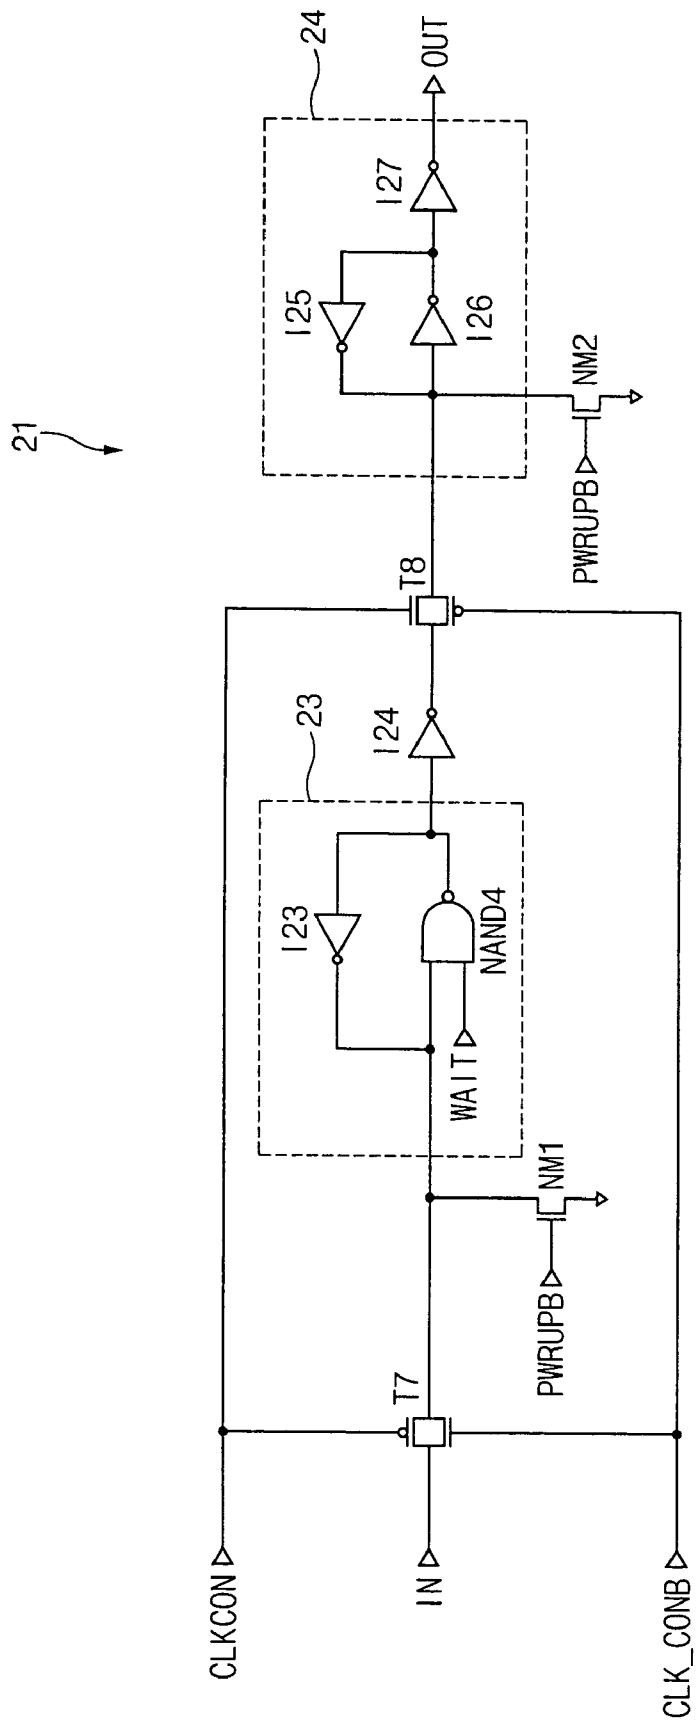 21
CLKCON
IN
CLK_CONB
T7
PWRUPB
NM1
23
I23
WAIT
NAND4
I24
T8
24
I25
I26
I27
PWRUPB
NM2
OUT